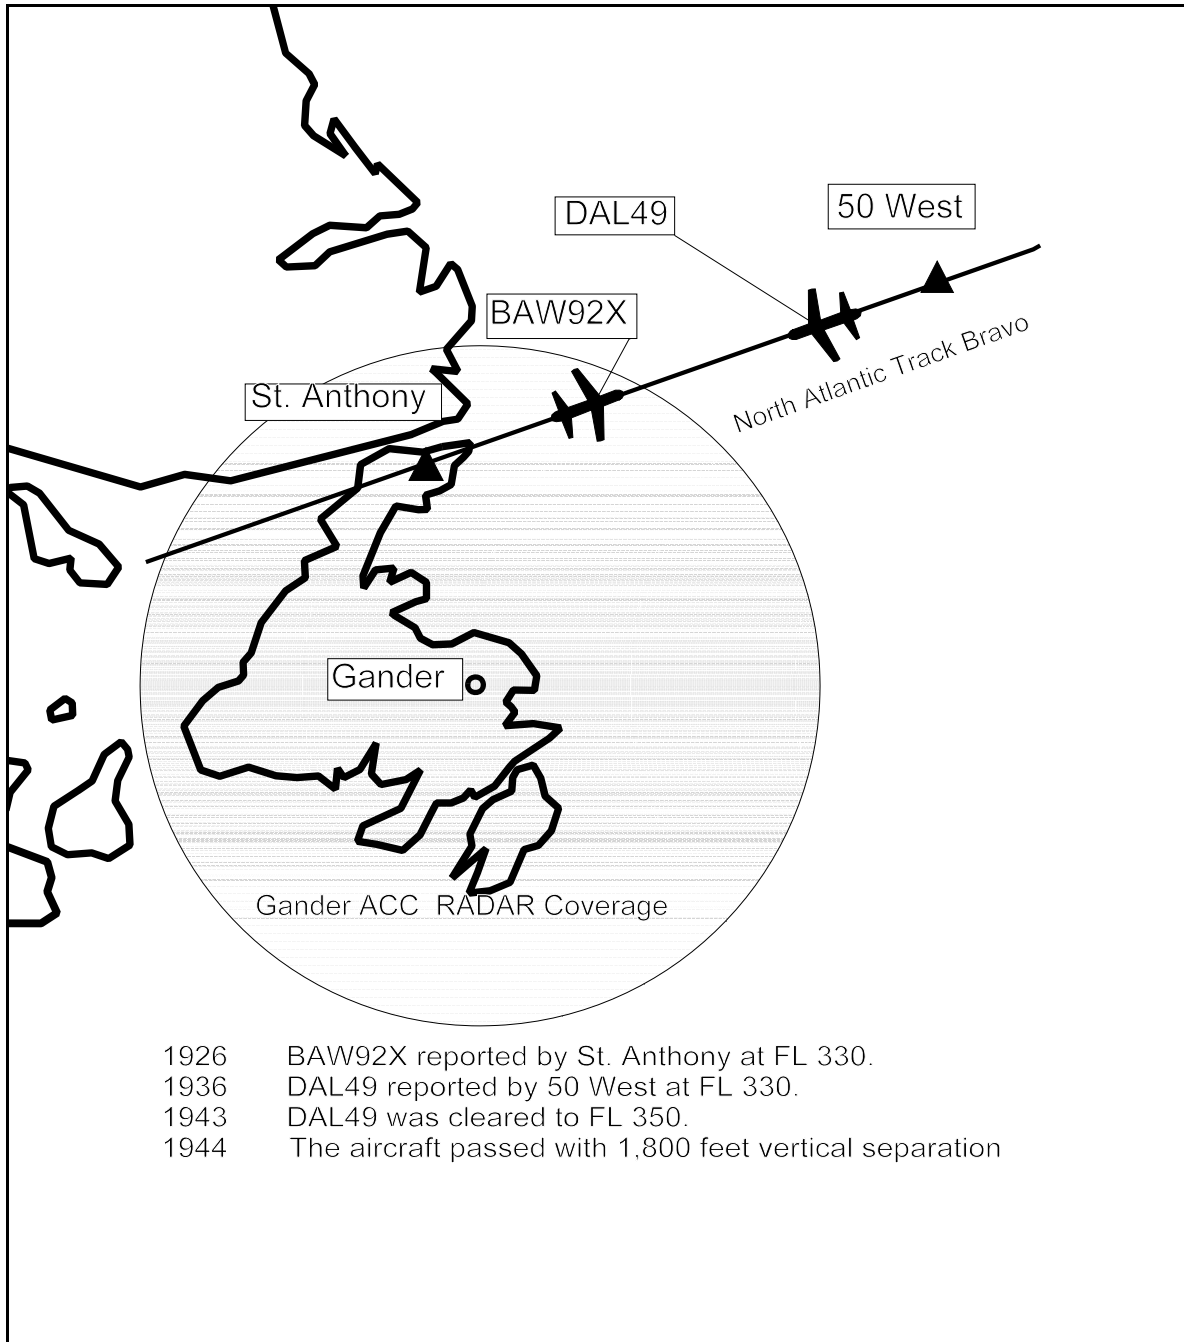 50 West
DAL49
BAW92X
North Atlantic Track Bravo
St. Anthony
Gander
Gander ACC RADAR Coverage
1926 BAW92X reported by St. Anthony at FL 330.
1936 DAL49 reported by 50 West at FL 330.
1943 DAL49 was cleared to FL 350.
1944 The aircraft passed with 1,800 feet vertical separation